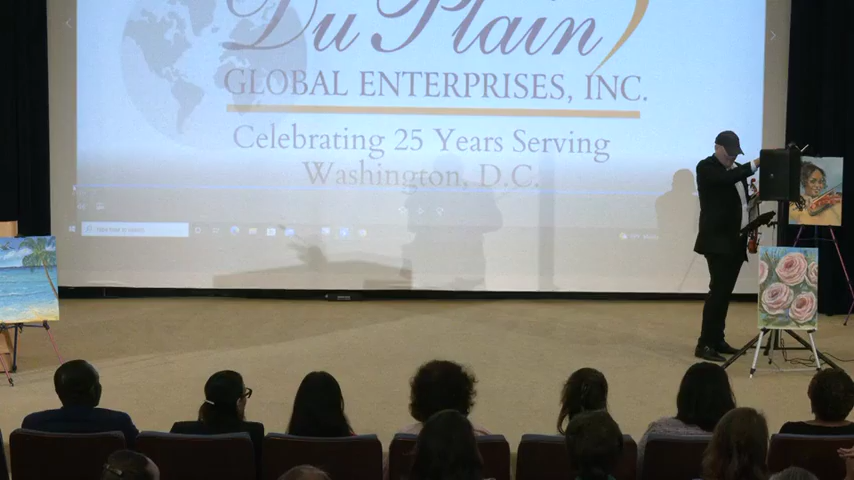 Du Plain
GLOBAL ENTERPRISES, INC.
Celebrating 25 Years Serving
Washington, D.C.